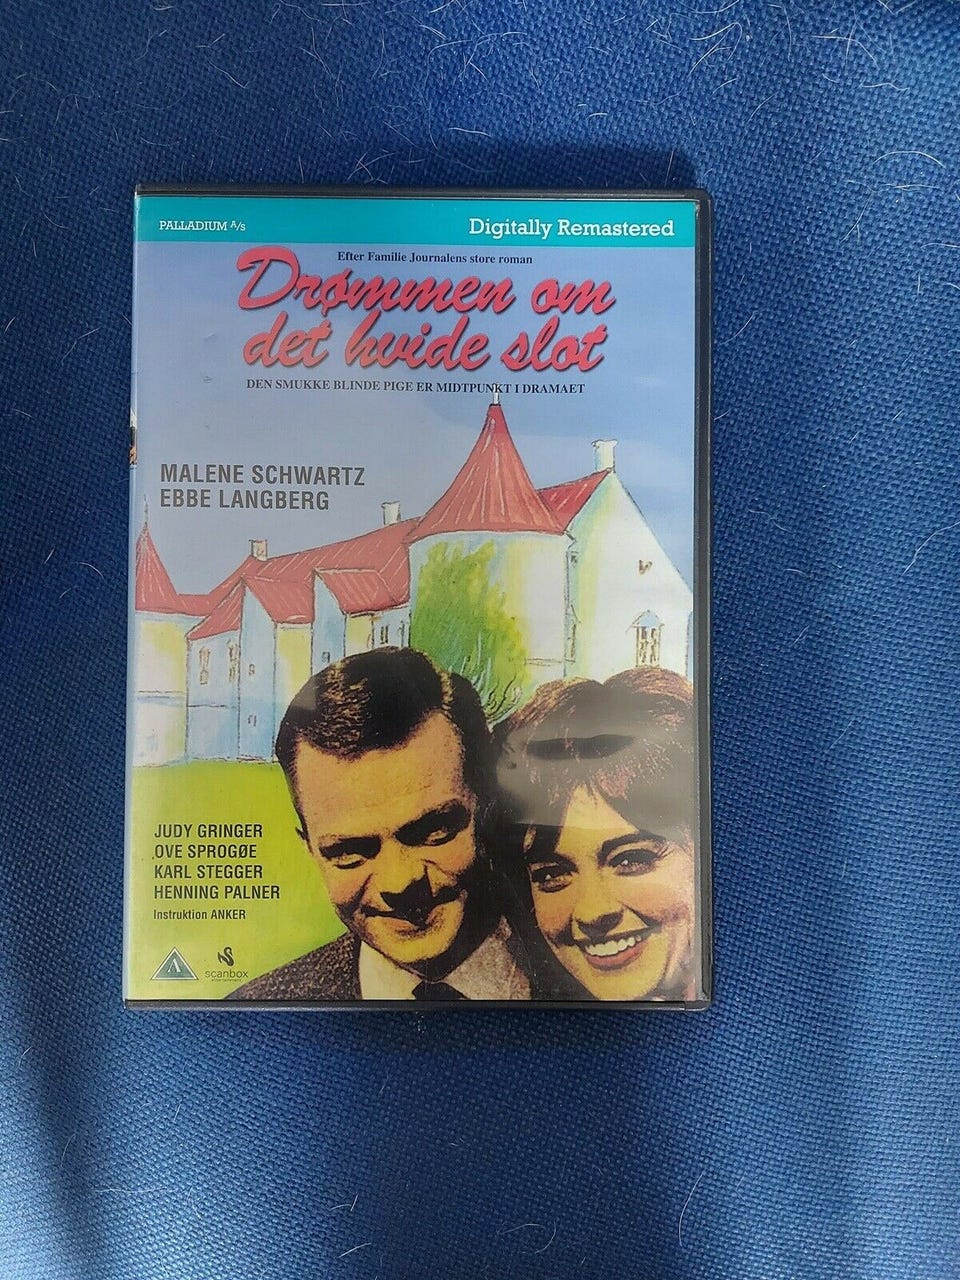 PALLADIUM A/S
Digitally Remastered
Efter Familie Journalens store roman
Drømmen om
det hvide slot
DEN SMUKKE BLINDE PIGE ER MIDTPUNKT I DRAMAET
MALENE SCHWARTZ
EBBE LANGBERG
JUDY GRINGER
OVE SPROGØE
KARL STEGGER
HENNING PALNER
Instruktion ANKER
A
scanbox
entertainment